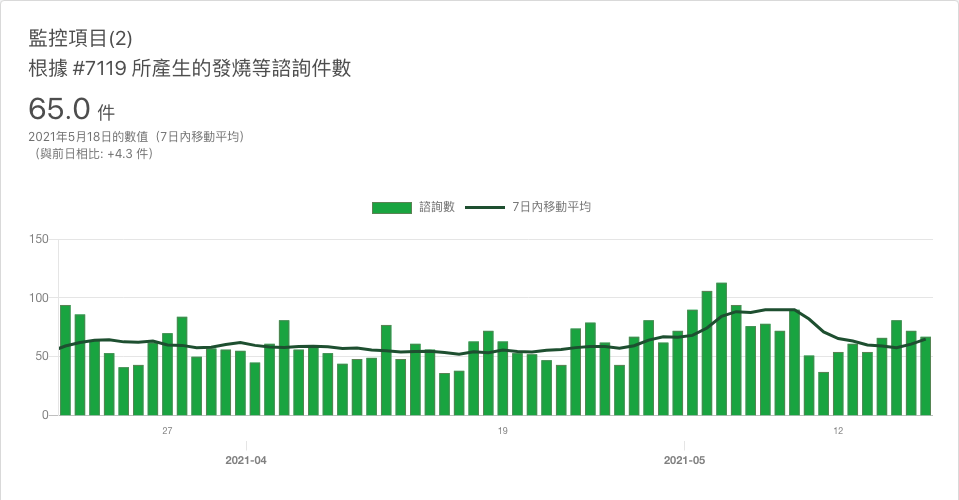 監控項目(2)
根據 #7119 所產生的發燒等諮詢件數
65.0 件
2021年5月18日的數值（7日內移動平均）
（與前日相比: +4.3 件）
諮詢數 7日內移動平均
150
100
50
0
27 19 12
2021-04 2021-05